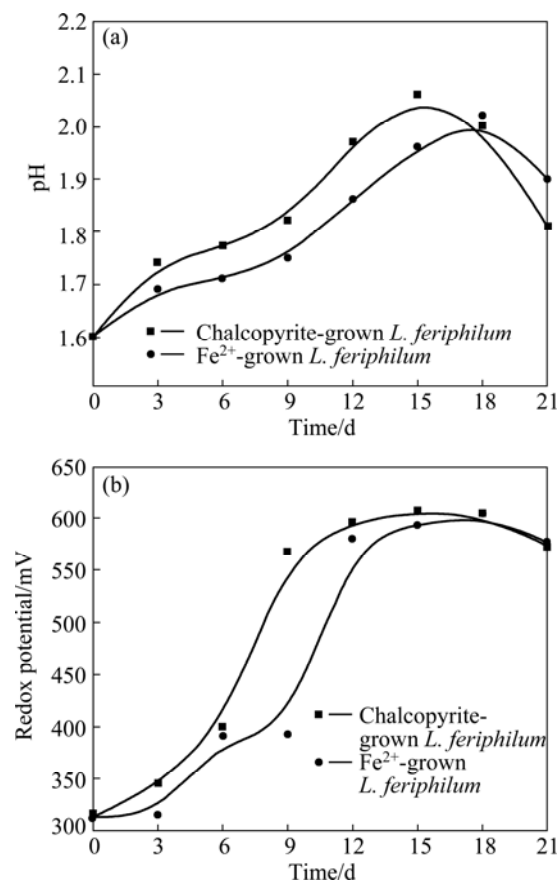 (a)
2.2
2.1
2.0
1.9
1.8
1.7
1.6
pH
Chalcopyrite-grown L. feriphilum
Fe²⁺-grown L. feriphilum
0 3 6 9 12 15 18 21
Time/d
(b)
650
600
550
500
450
400
350
300
Redox potential/mV
Chalcopyrite-
grown L. feriphilum
Fe²⁺-grown
L. feriphilum
0 3 6 9 12 15 18 21
Time/d